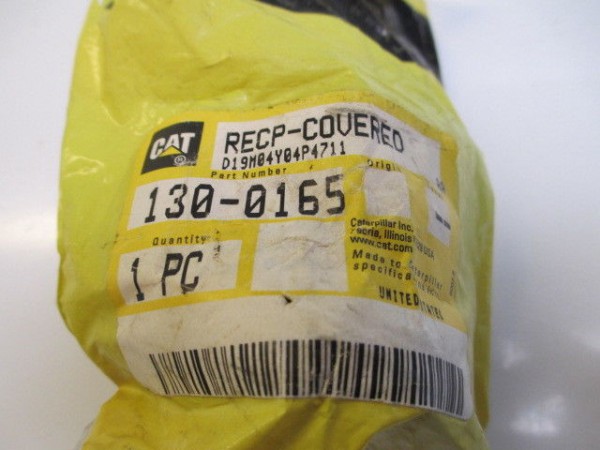 CAT
RECP-COVERED
D19M04Y04P4711
Part Number
130-0165
Quantity
1 PC
Caterpillar Inc.
Peoria, Illinois USA
www.cat.com
Made to Caterpillar
UNITED STATES